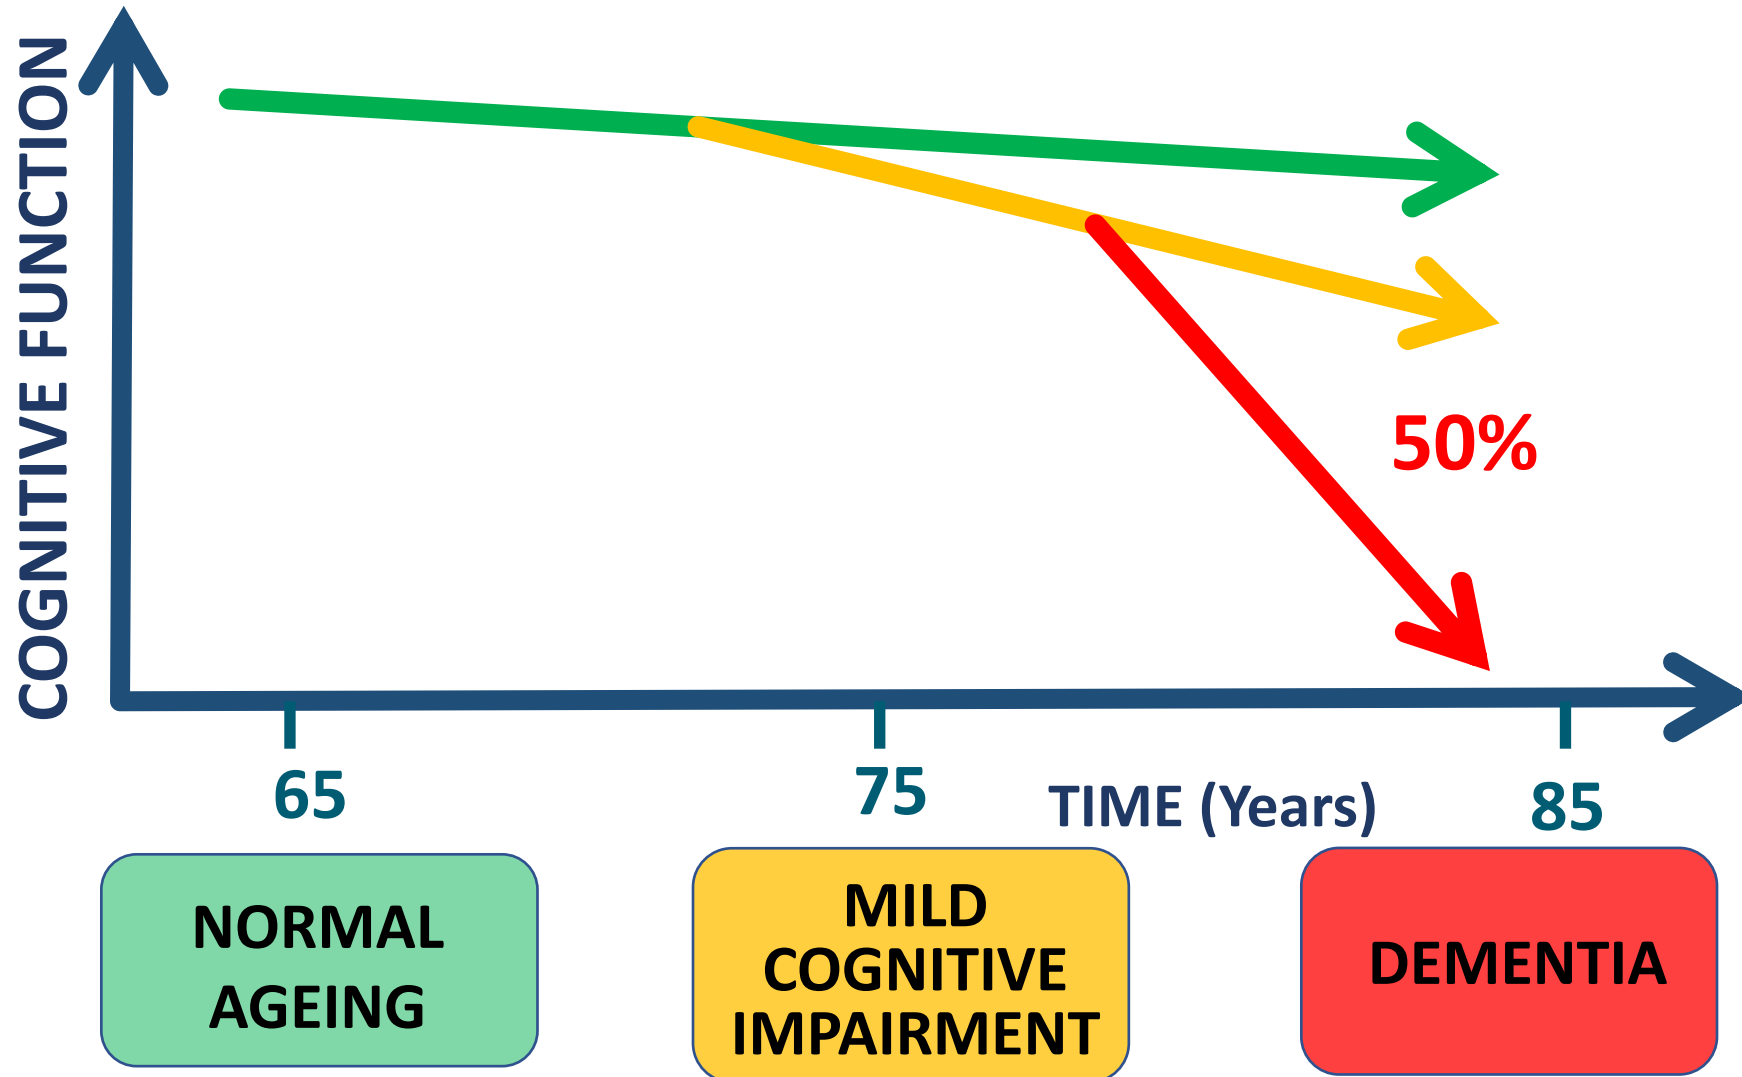 COGNITIVE FUNCTION
50%
65
75
TIME (Years)
85
NORMAL
AGEING
MILD
COGNITIVE
IMPAIRMENT
DEMENTIA